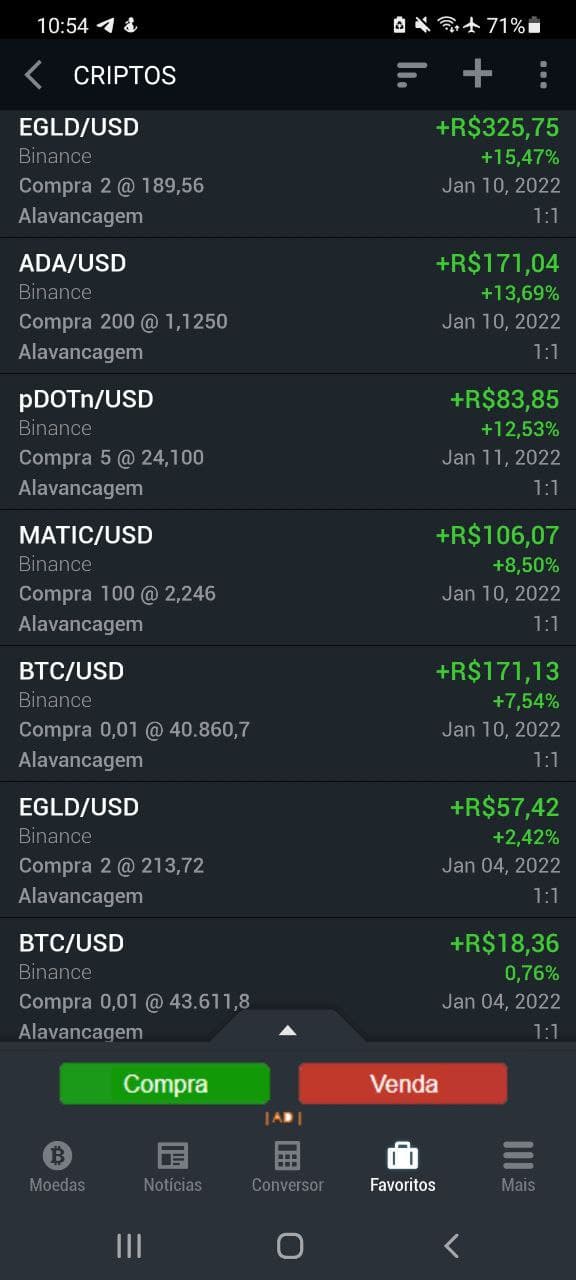 10:54 71%
CRIPTOS
EGLD/USD +R$325,75
Binance +15,47%
Compra 2 @ 189,56 Jan 10, 2022
Alavancagem 1:1
ADA/USD +R$171,04
Binance +13,69%
Compra 200 @ 1,1250 Jan 10, 2022
Alavancagem 1:1
pDOTn/USD +R$83,85
Binance +12,53%
Compra 5 @ 24,100 Jan 11, 2022
Alavancagem 1:1
MATIC/USD +R$106,07
Binance +8,50%
Compra 100 @ 2,246 Jan 10, 2022
Alavancagem 1:1
BTC/USD +R$171,13
Binance +7,54%
Compra 0,01 @ 40.860,7 Jan 10, 2022
Alavancagem 1:1
EGLD/USD +R$57,42
Binance +2,42%
Compra 2 @ 213,72 Jan 04, 2022
Alavancagem 1:1
BTC/USD +R$18,36
Binance 0,76%
Compra 0,01 @ 43.611,8 Jan 04, 2022
Alavancagem 1:1
Compra Venda
|AD|
Moedas Notícias Conversor Favoritos Mais